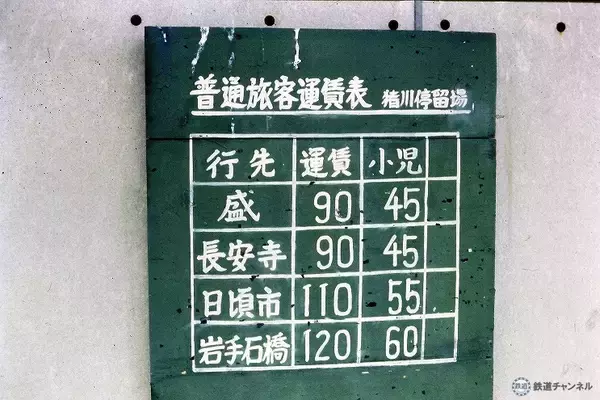 普通旅客運賃表 猪川停留場
行先 運賃 小児
盛 90 45
長安寺 90 45
日頃市 110 55
岩手石橋 120 60
鉄道 鉄道チャンネル